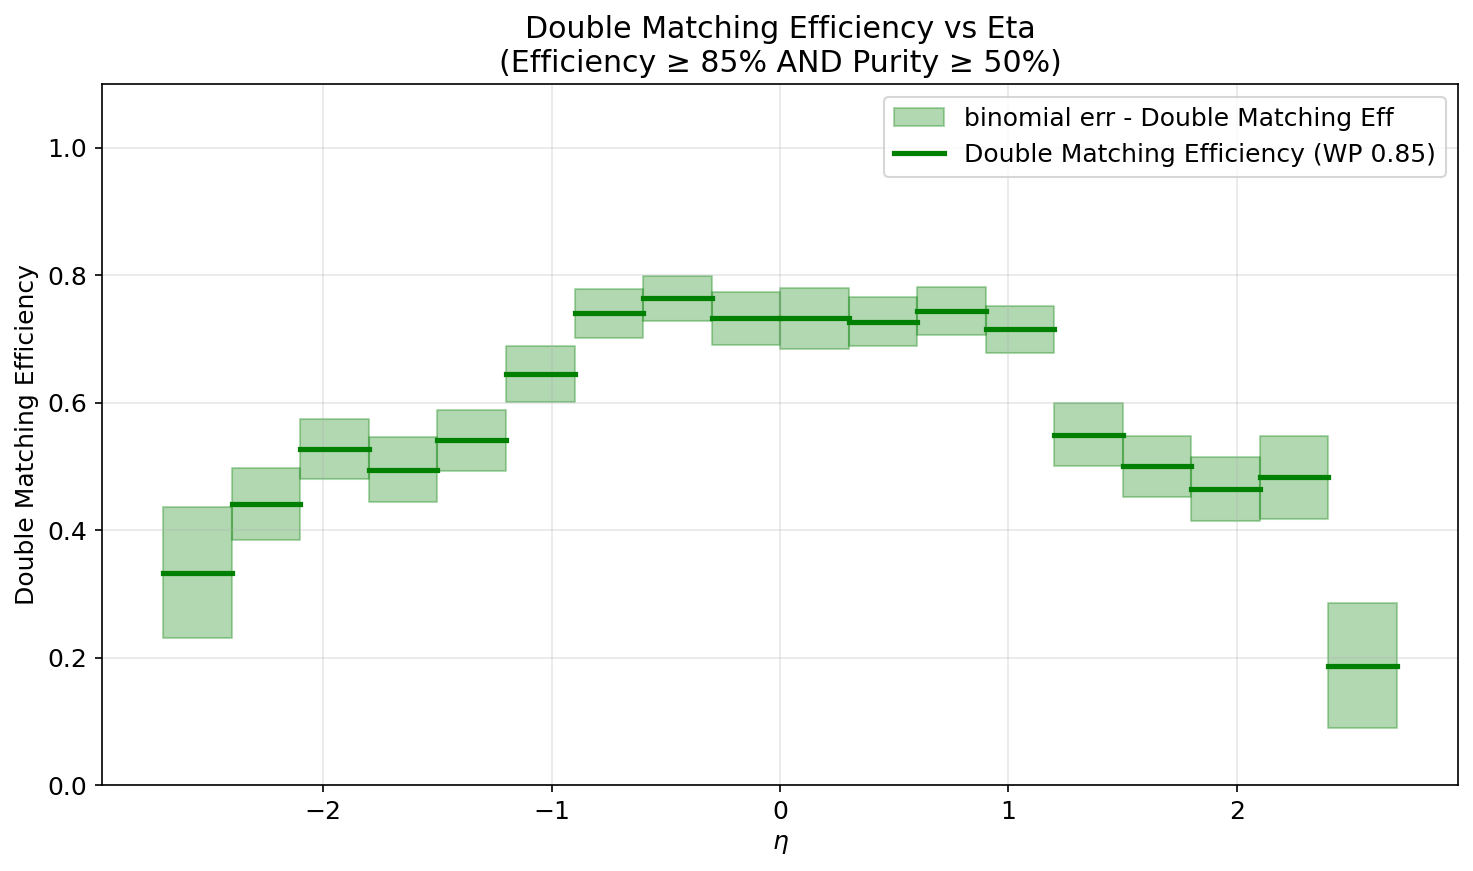 Double Matching Efficiency vs Eta
(Efficiency ≥ 85% AND Purity ≥ 50%)
binomial err - Double Matching Eff
Double Matching Efficiency (WP 0.85)
Double Matching Efficiency
1.0
0.8
0.6
0.4
0.2
0.0
−2
−1
0
1
2
η